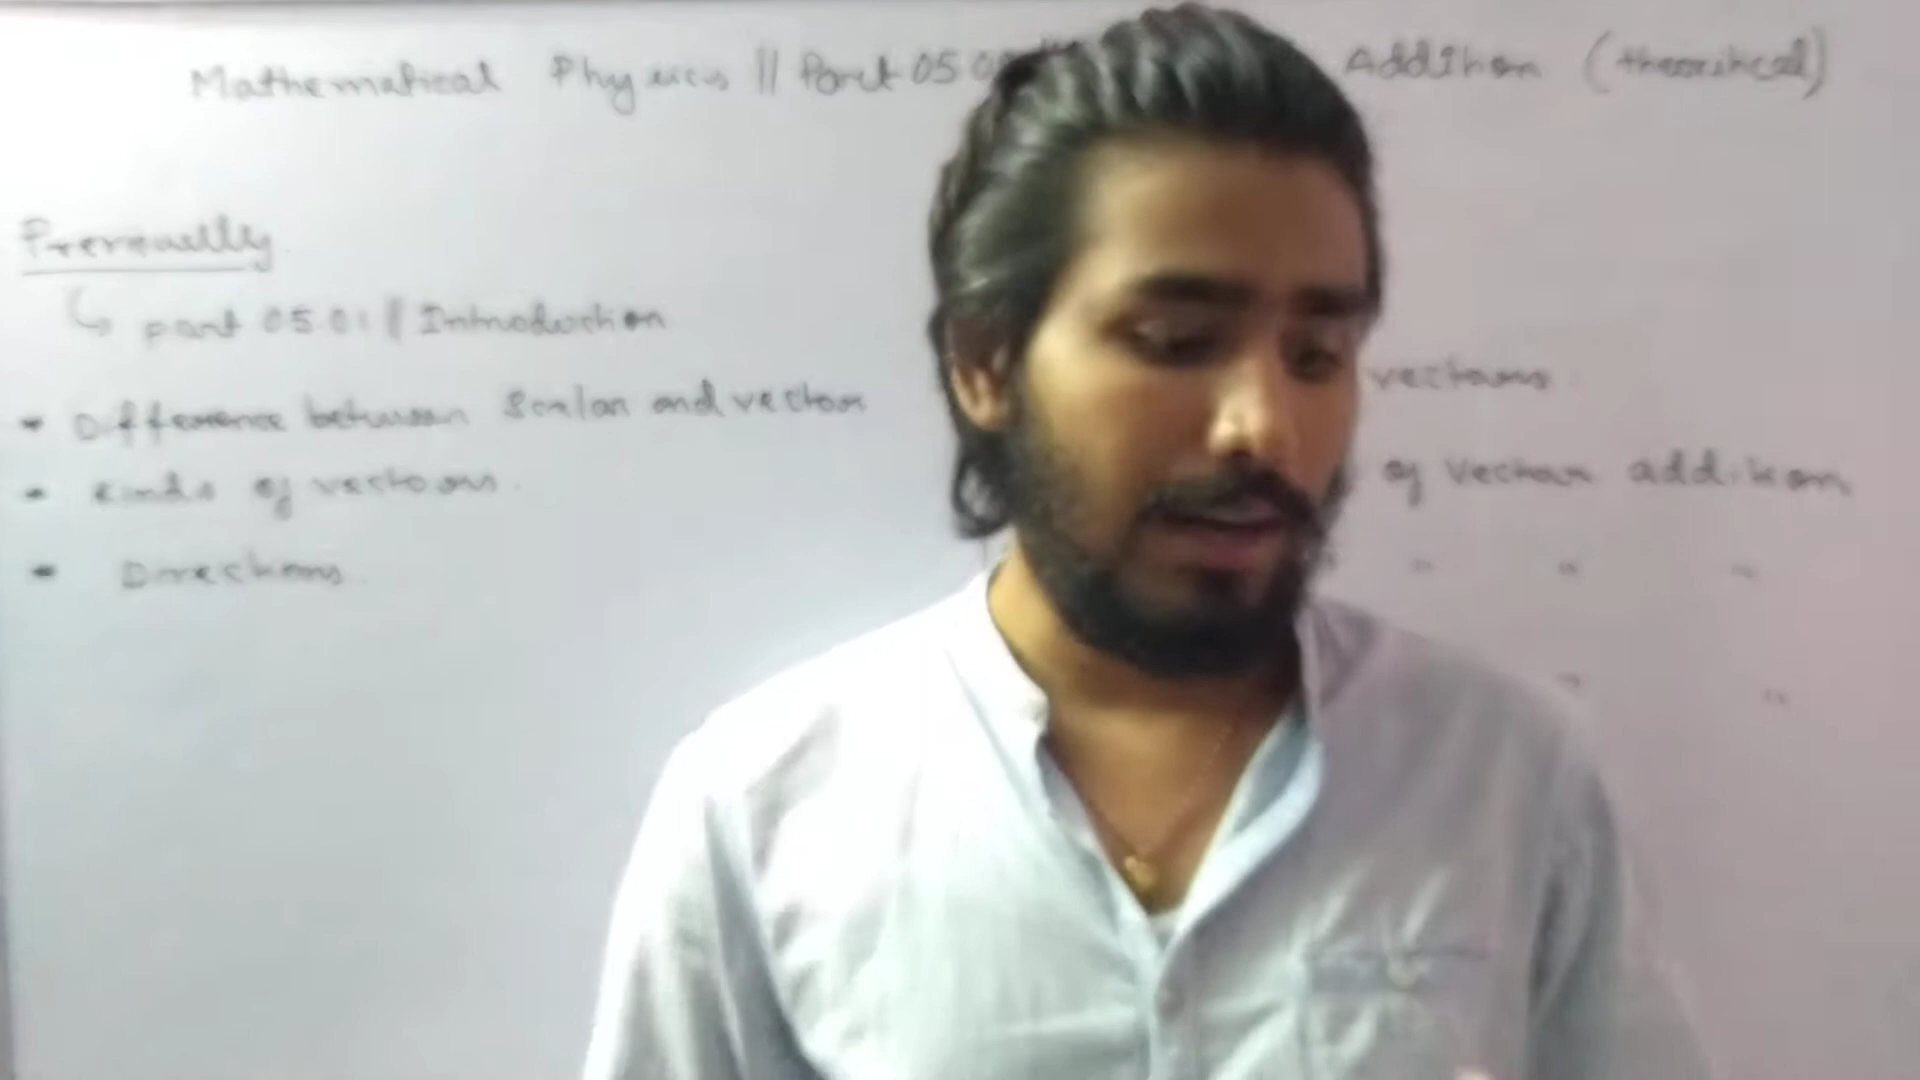 Mathematical Physics || Part 05.0 Addition (theoritical)
Prerequally
part 05.01 || Introduction
Difference between Scalar and vector
kinds of vectors.
Directions.
vectors
of vector addition
" " "
" "